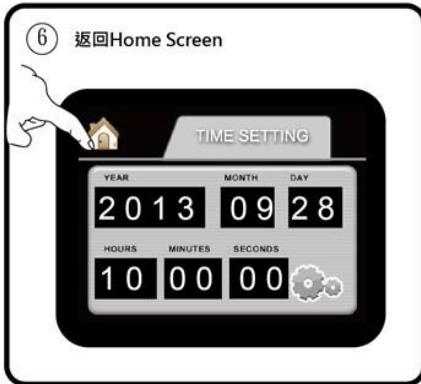 ⑥ 返回Home Screen
TIME SETTING
YEAR MONTH DAY
2013 09 28
HOURS MINUTES SECONDS
10 00 00